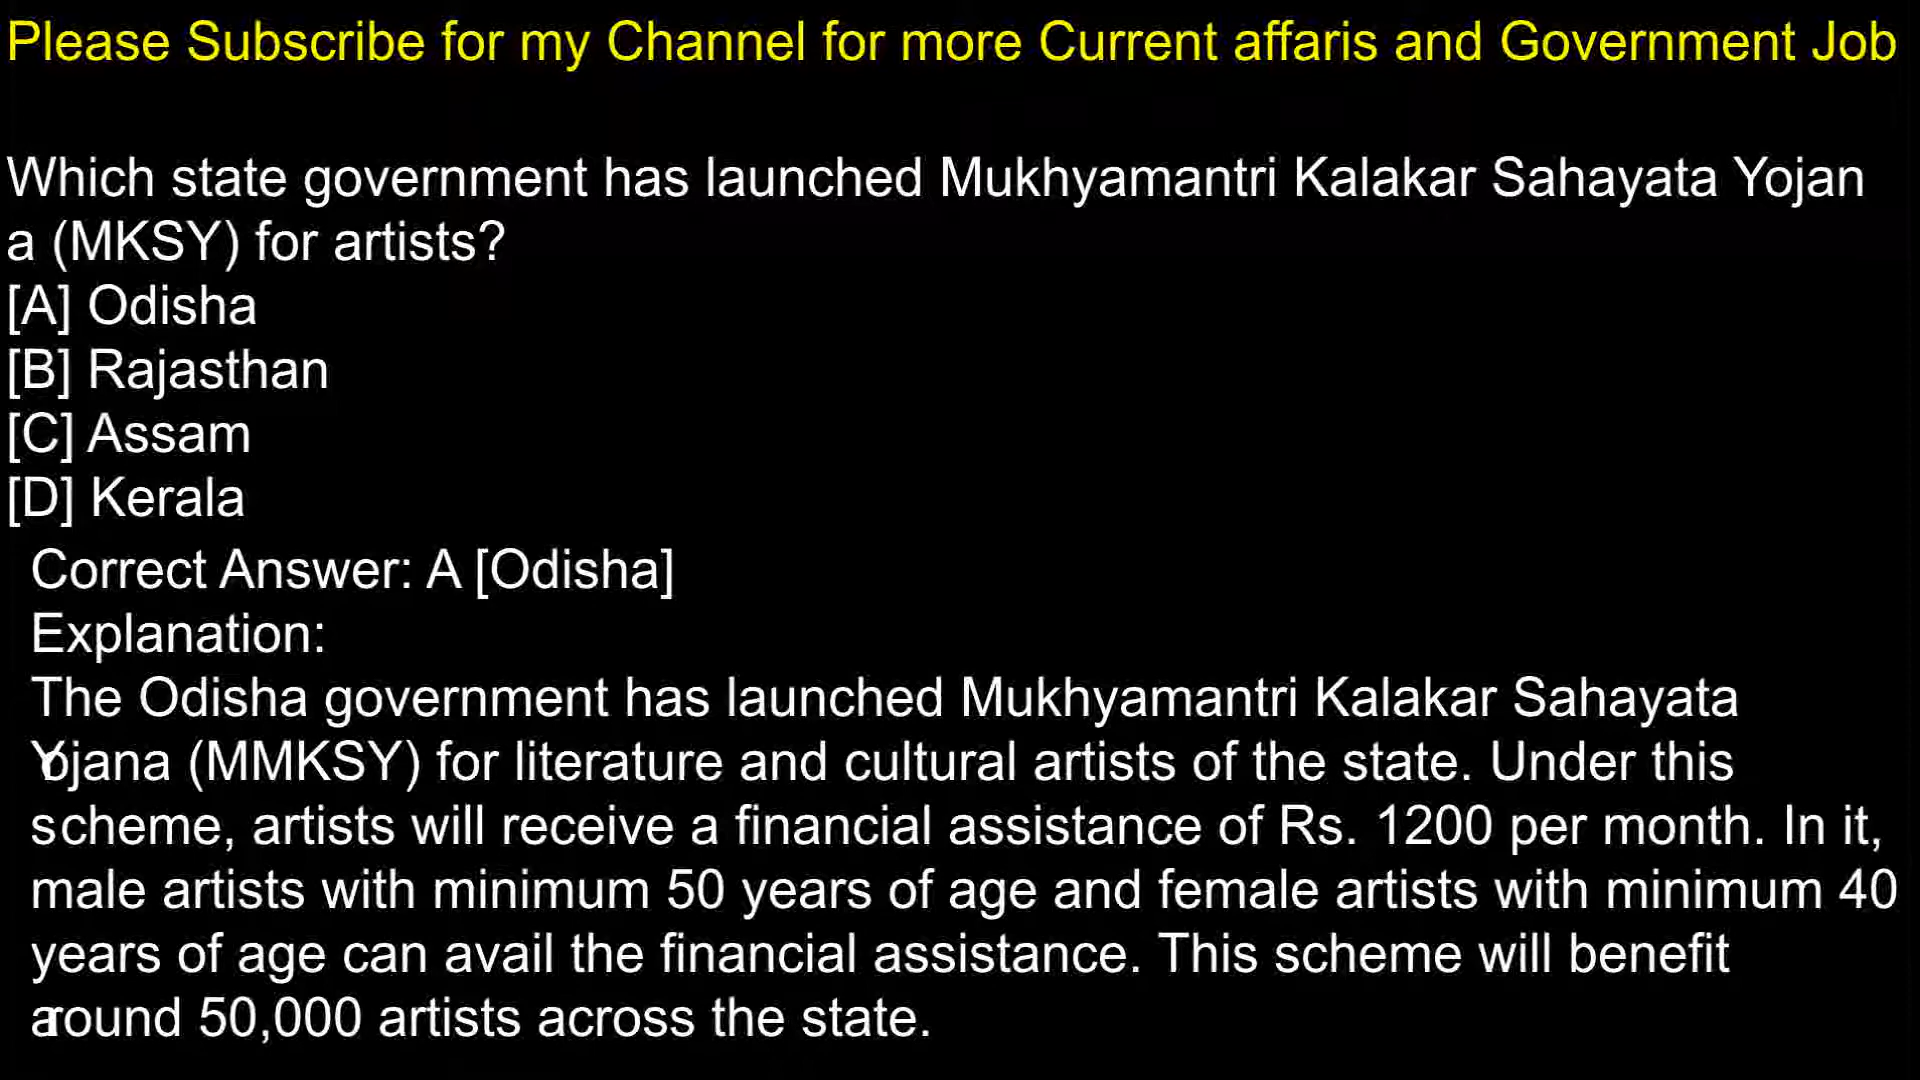 Please Subscribe for my Channel for more Current affaris and Government Job
Which state government has launched Mukhyamantri Kalakar Sahayata Yojan
a (MKSY) for artists?
[A] Odisha
[B] Rajasthan
[C] Assam
[D] Kerala
Correct Answer: A [Odisha]
Explanation:
The Odisha government has launched Mukhyamantri Kalakar Sahayata
Yojana (MMKSY) for literature and cultural artists of the state. Under this
scheme, artists will receive a financial assistance of Rs. 1200 per month. In it,
male artists with minimum 50 years of age and female artists with minimum 40
years of age can avail the financial assistance. This scheme will benefit
around 50,000 artists across the state.